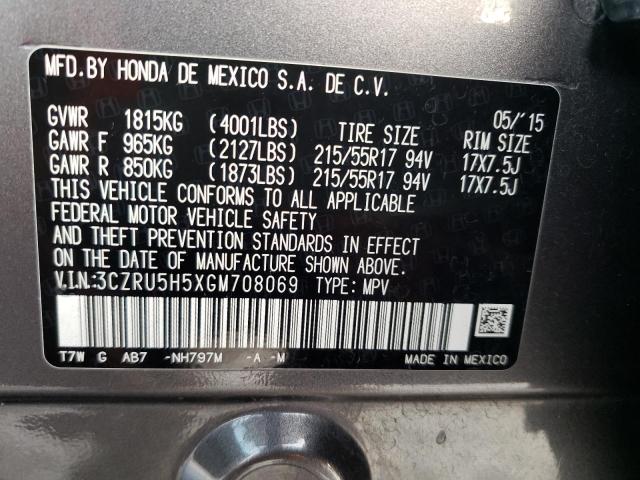 MFD.BY HONDA DE MEXICO S.A. DE C.V.
05/'15
GVWR 1815KG (4001LBS) TIRE SIZE RIM SIZE
GAWR F 965KG (2127LBS) 215/55R17 94V 17X7.5J
GAWR R 850KG (1873LBS) 215/55R17 94V 17X7.5J
THIS VEHICLE CONFORMS TO ALL APPLICABLE
FEDERAL MOTOR VEHICLE SAFETY
AND THEFT PREVENTION STANDARDS IN EFFECT
ON THE DATE OF MANUFACTURE SHOWN ABOVE.
V.I.N.:3CZRU5H5XGM708069 TYPE: MPV
T7W G AB7 -NH797M -A -M
MADE IN MEXICO